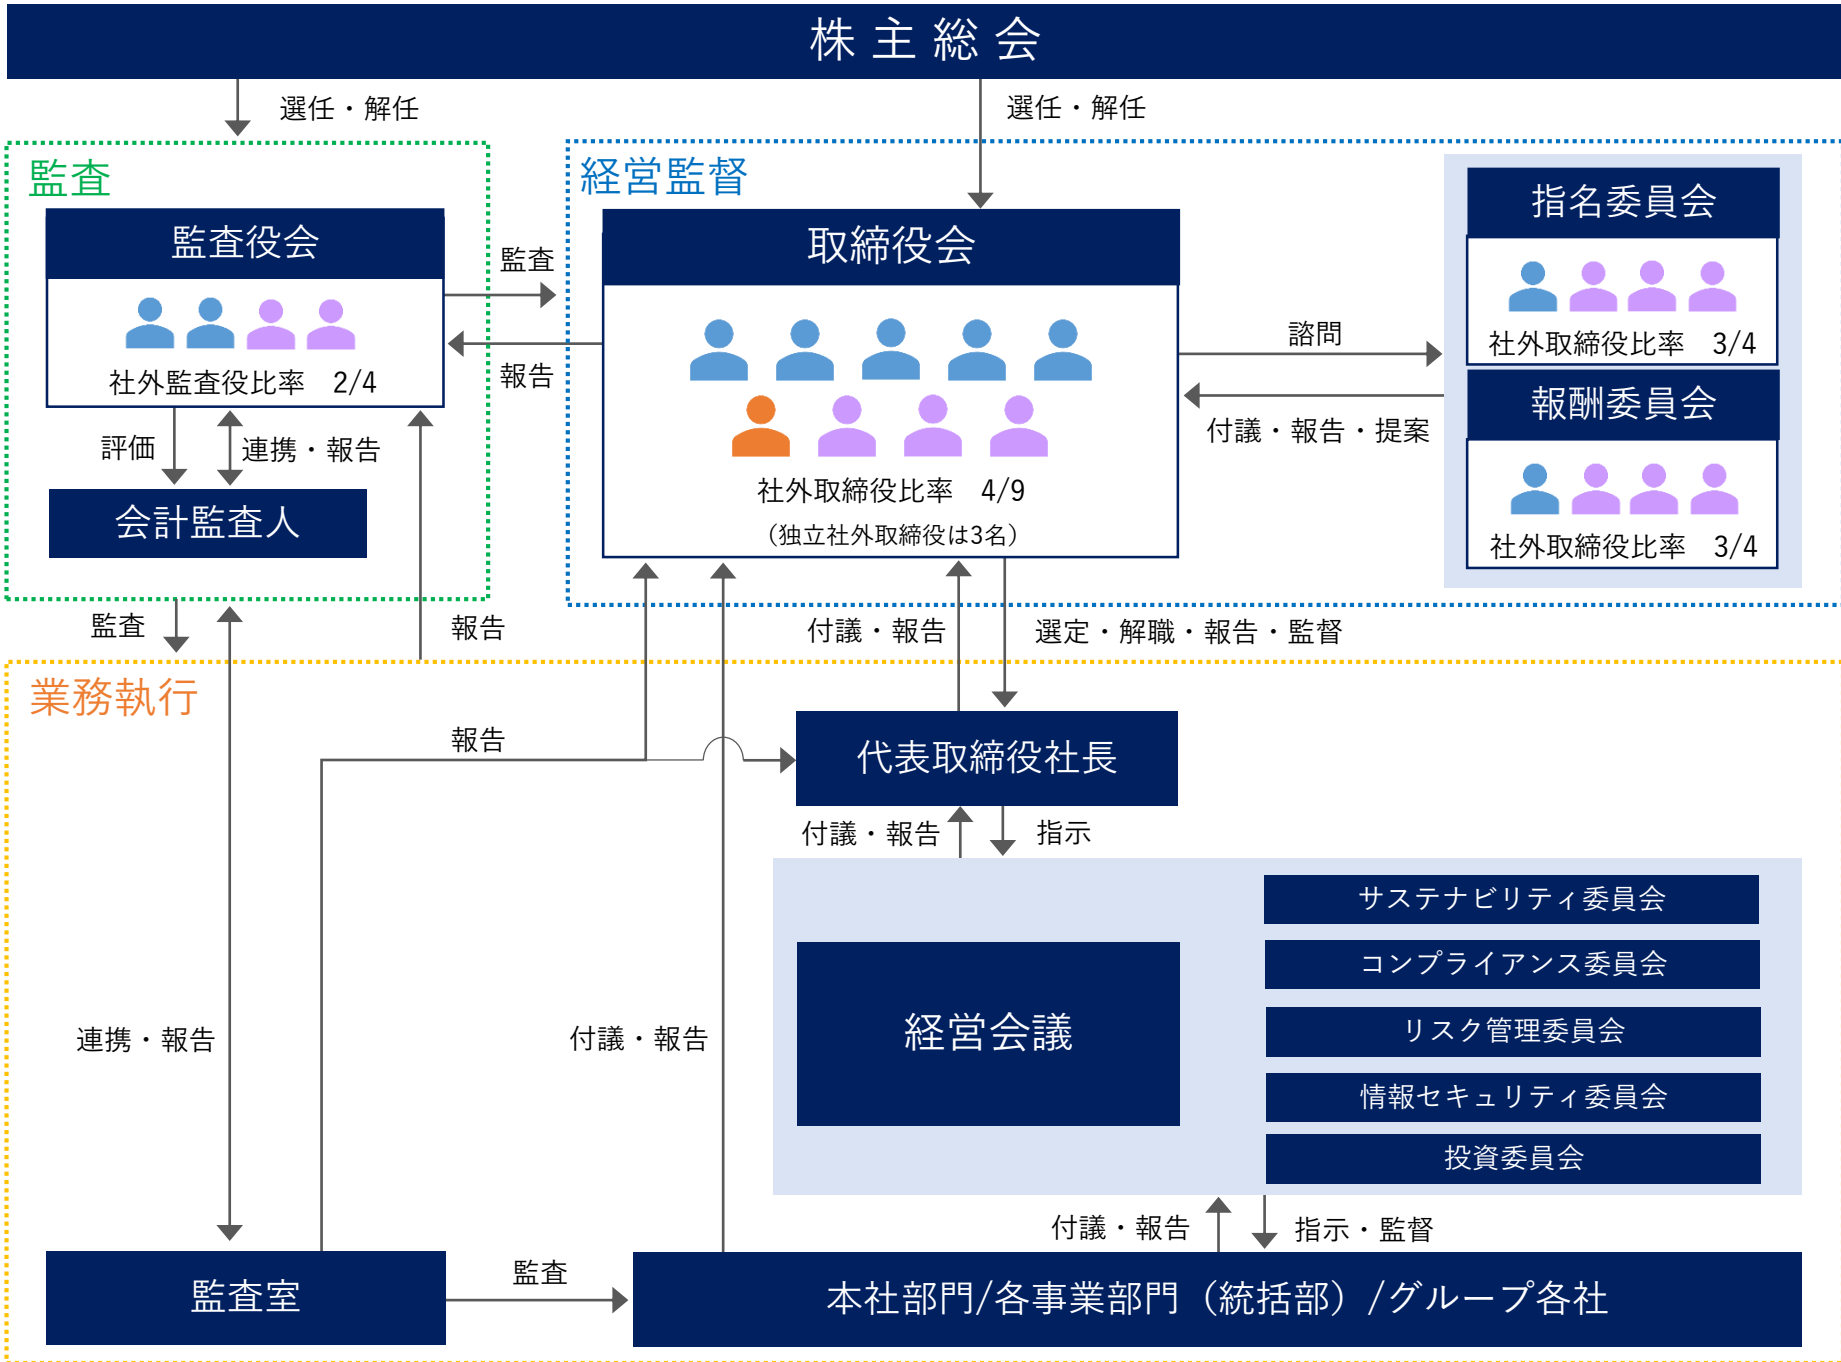 株主総会
選任・解任
選任・解任
監査
経営監督
監査役会
社外監査役比率　2/4
監査
報告
取締役会
社外取締役比率　4/9
（独立社外取締役は3名）
諮問
付議・報告・提案
指名委員会
社外取締役比率　3/4
報酬委員会
社外取締役比率　3/4
評価
連携・報告
会計監査人
監査
報告
付議・報告
選定・解職・報告・監督
業務執行
報告
代表取締役社長
付議・報告
指示
経営会議
サステナビリティ委員会
コンプライアンス委員会
リスク管理委員会
情報セキュリティ委員会
投資委員会
連携・報告
付議・報告
付議・報告
指示・監督
監査室
監査
本社部門/各事業部門（統括部）/グループ各社